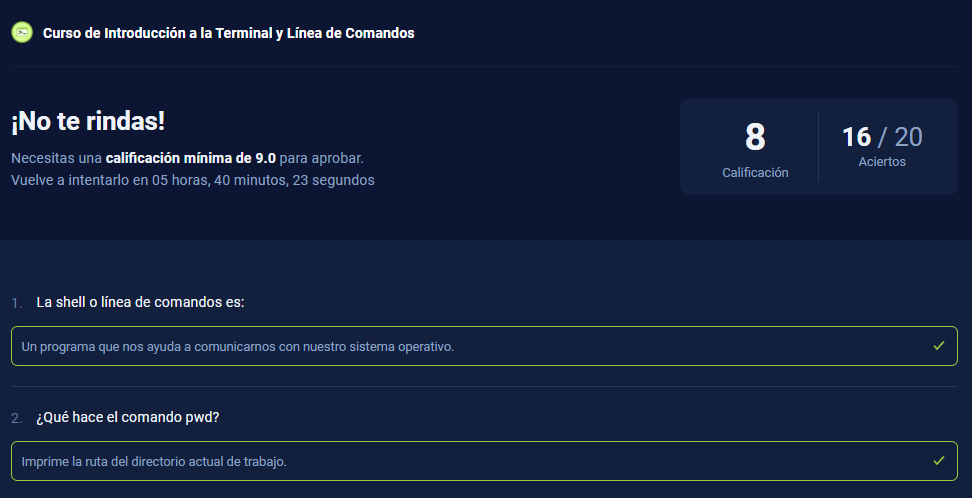 Curso de Introducción a la Terminal y Línea de Comandos
¡No te rindas!
Necesitas una calificación mínima de 9.0 para aprobar.
Vuelve a intentarlo en 05 horas, 40 minutos, 23 segundos
8
Calificación
16 / 20
Aciertos
1. La shell o línea de comandos es:
Un programa que nos ayuda a comunicarnos con nuestro sistema operativo.
2. ¿Qué hace el comando pwd?
Imprime la ruta del directorio actual de trabajo.